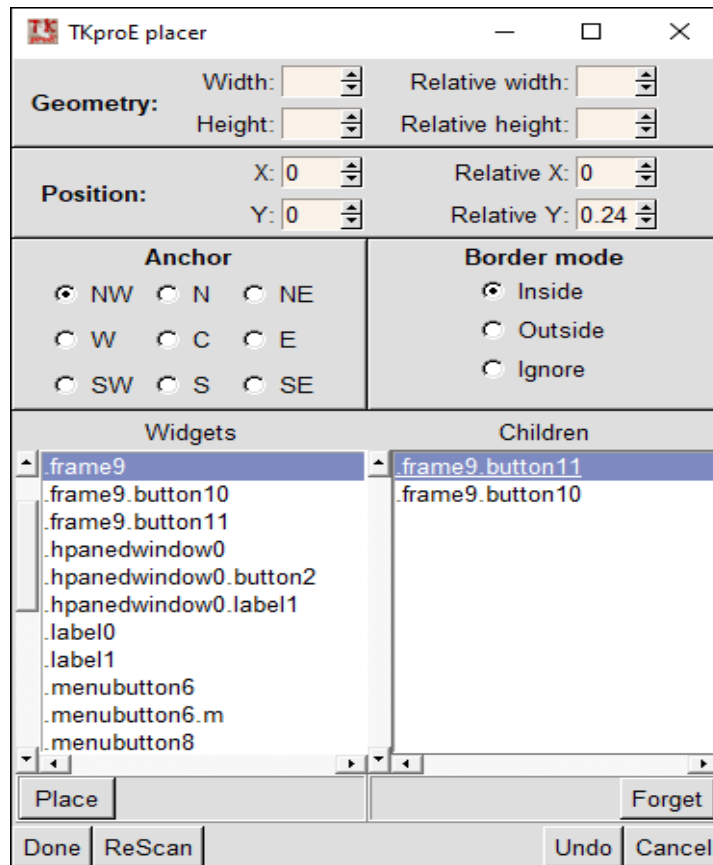 TKproE placer
Geometry:
Width:
Relative width:
Height:
Relative height:
Position:
X: 0
Relative X: 0
Y: 0
Relative Y: 0.24
Anchor
NW N NE
W C E
SW S SE
Border mode
Inside
Outside
Ignore
Widgets
.frame9
.frame9.button10
.frame9.button11
.hpanedwindow0
.hpanedwindow0.button2
.hpanedwindow0.label1
.label0
.label1
.menubutton6
.menubutton6.m
.menubutton8
Children
.frame9.button11
.frame9.button10
Place
Forget
Done ReScan Undo Cancel